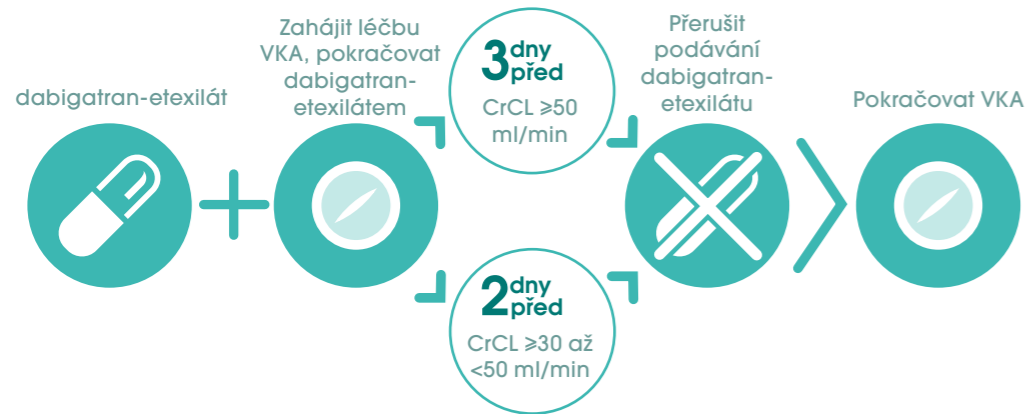 dabigatran-etexilát
Zahájit léčbu
VKA, pokračovat
dabigatran-
etexilátem
3 dny
před
CrCL ≥50
ml/min
2 dny
před
CrCL ≥30 až
<50 ml/min
Přerušit
podávání
dabigatran-
etexilátu
Pokračovat VKA